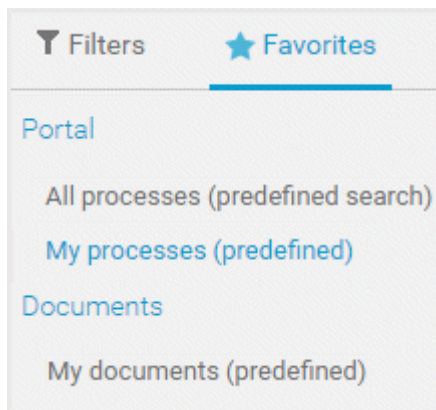 Filters Favorites
Portal
All processes (predefined search)
My processes (predefined)
Documents
My documents (predefined)